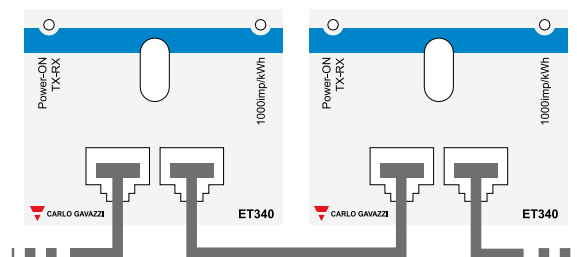 Power-ON
TX-RX
1000imp/kWh
CARLO GAVAZZI
ET340
Power-ON
TX-RX
1000imp/kWh
CARLO GAVAZZI
ET340